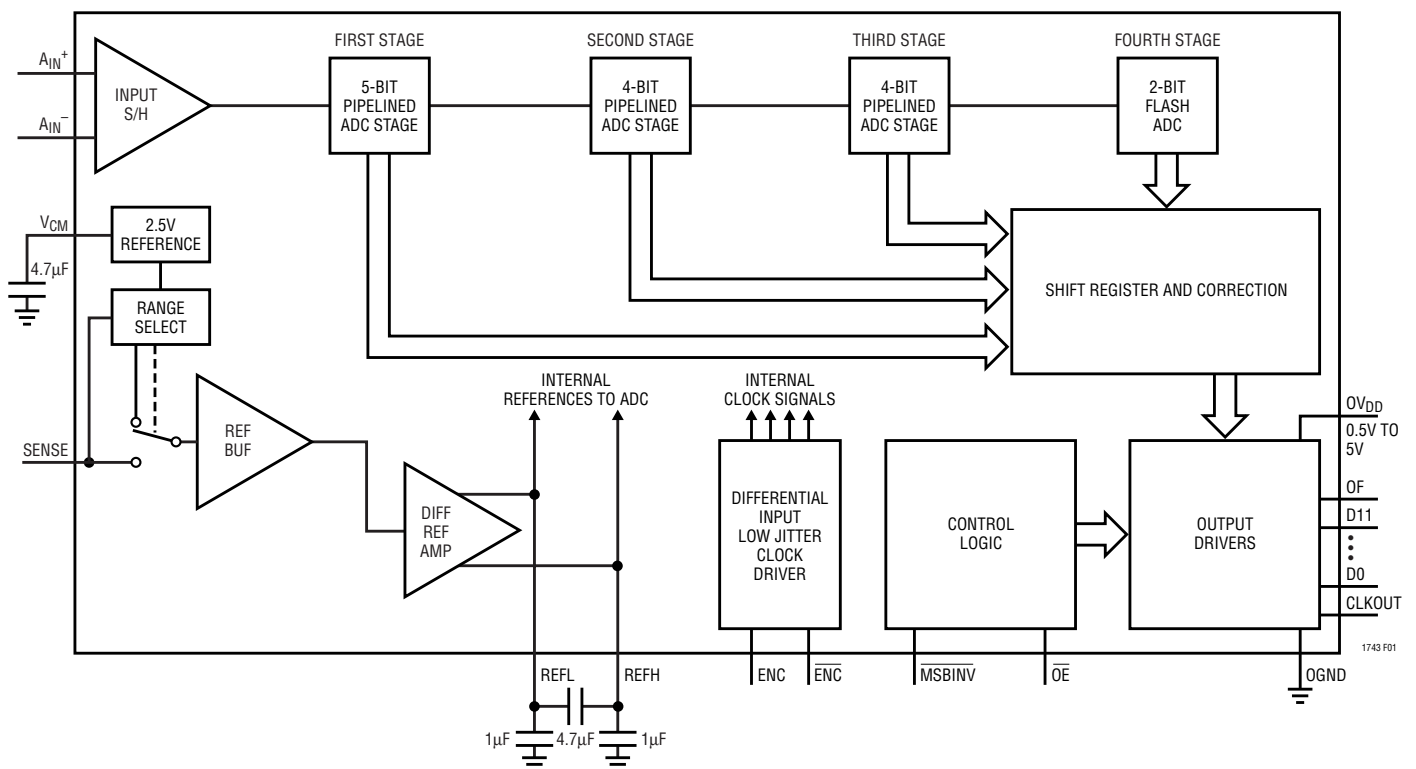 FIRST STAGE
SECOND STAGE
THIRD STAGE
FOURTH STAGE
AIN+
AIN−
INPUT
S/H
5-BIT
PIPELINED
ADC STAGE
4-BIT
PIPELINED
ADC STAGE
4-BIT
PIPELINED
ADC STAGE
2-BIT
FLASH
ADC
VCM
4.7µF
2.5V
REFERENCE
RANGE
SELECT
SHIFT REGISTER AND CORRECTION
SENSE
REF
BUF
DIFF
REF
AMP
INTERNAL
REFERENCES TO ADC
INTERNAL
CLOCK SIGNALS
DIFFERENTIAL
INPUT
LOW JITTER
CLOCK
DRIVER
CONTROL
LOGIC
OUTPUT
DRIVERS
OVDD
0.5V TO
5V
OF
D11
D0
CLKOUT
1743 F01
REFL
REFH
ENC
E̅N̅C̅
M̅S̅B̅I̅N̅V̅
O̅E̅
OGND
1µF
4.7µF
1µF